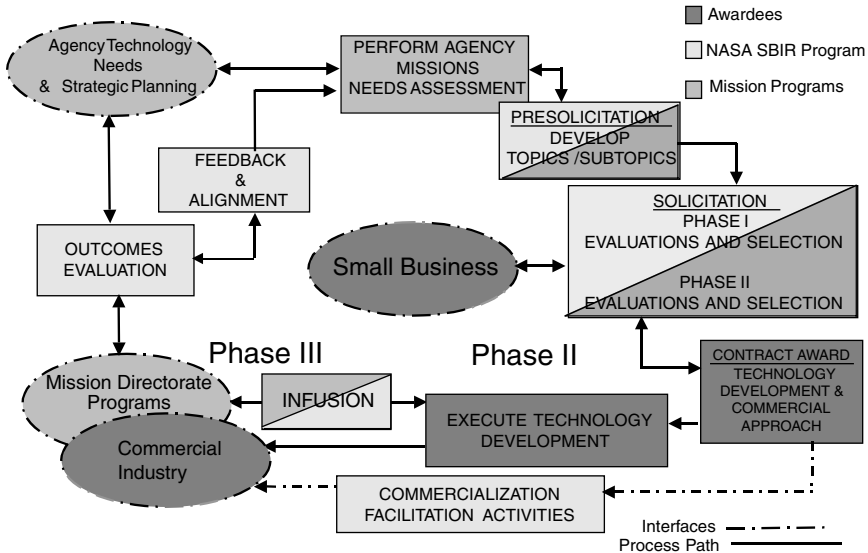 Awardees
NASA SBIR Program
Mission Programs
Agency Technology
Needs
& Strategic Planning
PERFORM AGENCY
MISSIONS
NEEDS ASSESSMENT
PRESOLICITATION
DEVELOP
TOPICS /SUBTOPICS
FEEDBACK
&
ALIGNMENT
SOLICITATION
PHASE I
EVALUATIONS AND SELECTION
PHASE II
EVALUATIONS AND SELECTION
OUTCOMES
EVALUATION
Small Business
Phase III
Phase II
CONTRACT AWARD
TECHNOLOGY
DEVELOPMENT &
COMMERCIAL
APPROACH
Mission Directorate
Programs
INFUSION
EXECUTE TECHNOLOGY
DEVELOPMENT
Commercial
Industry
COMMERCIALIZATION
FACILITATION ACTIVITIES
Interfaces
Process Path